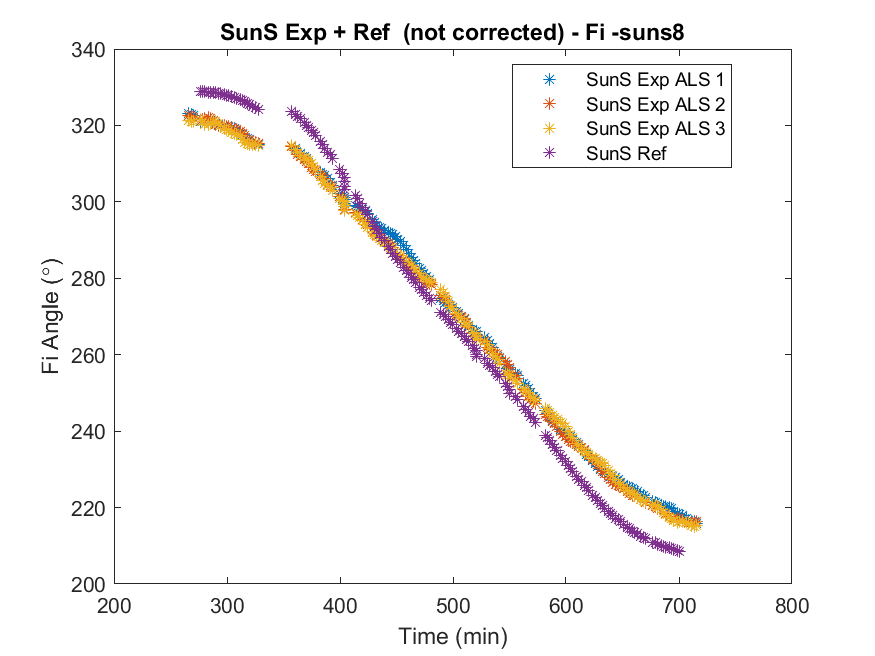 SunS Exp + Ref  (not corrected) - Fi -suns8
340
320
300
280
260
240
220
200
Fi Angle (°)
SunS Exp ALS 1
SunS Exp ALS 2
SunS Exp ALS 3
SunS Ref
200 300 400 500 600 700 800
Time (min)